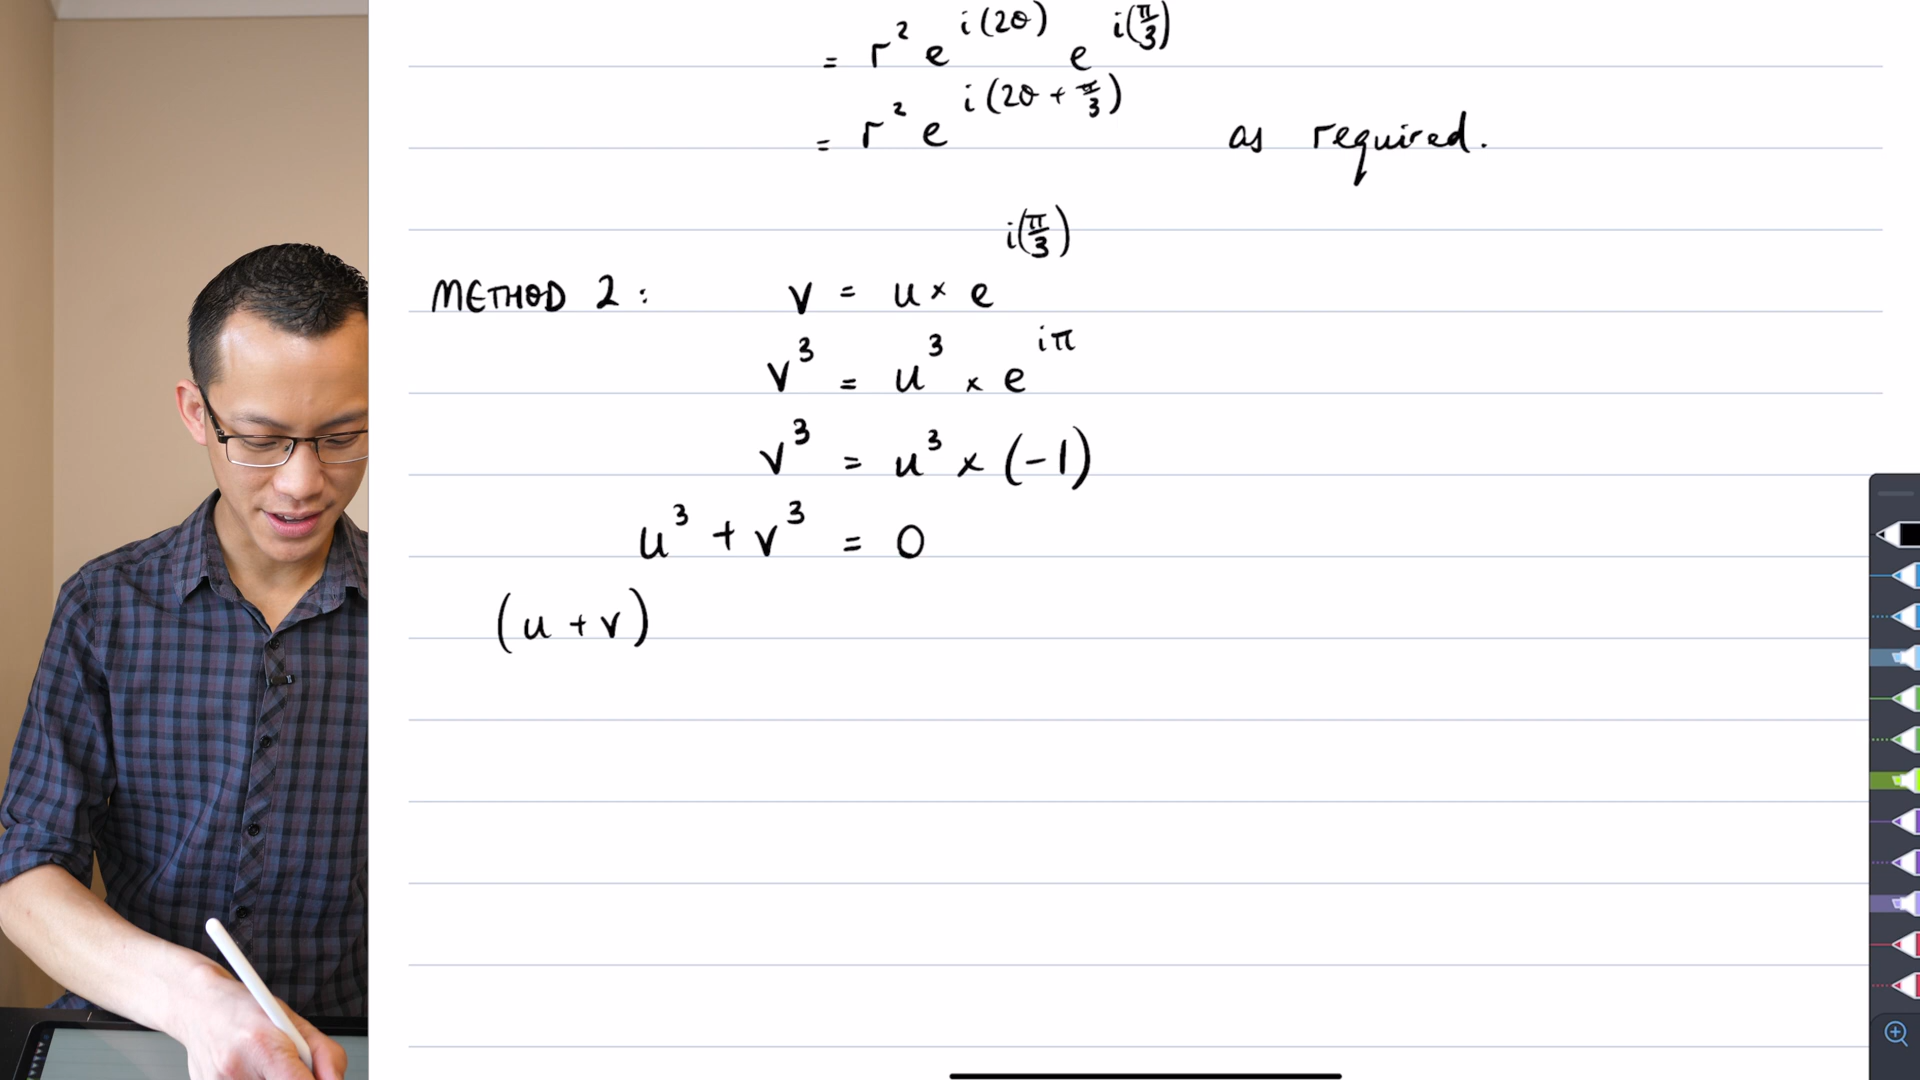 = r² e^{i(2θ)} e^{i(π/3)}
= r² e^{i(2θ + π/3)} as required.
METHOD 2 : v = u × e^{i(π/3)}
v³ = u³ × e^{iπ}
v³ = u³ × (-1)
u³ + v³ = 0
(u + v)